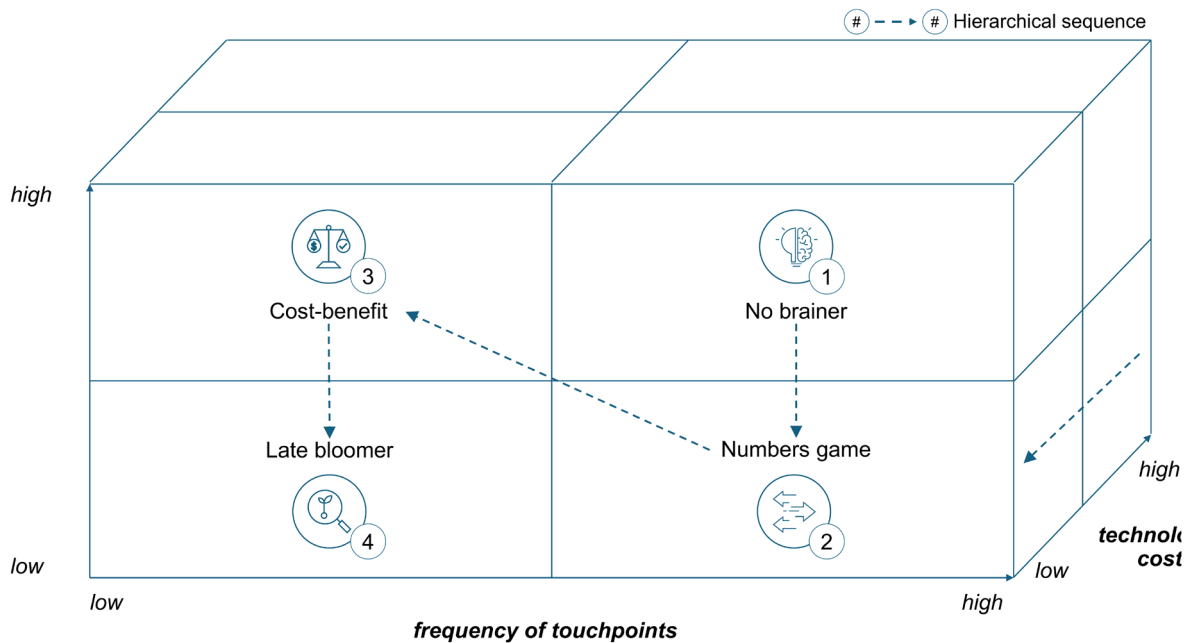 # # Hierarchical sequence
high
3
1
Cost-benefit
No brainer
Late bloomer
Numbers game
4
2
high
low
low
low
high
cost
frequency of touchpoints